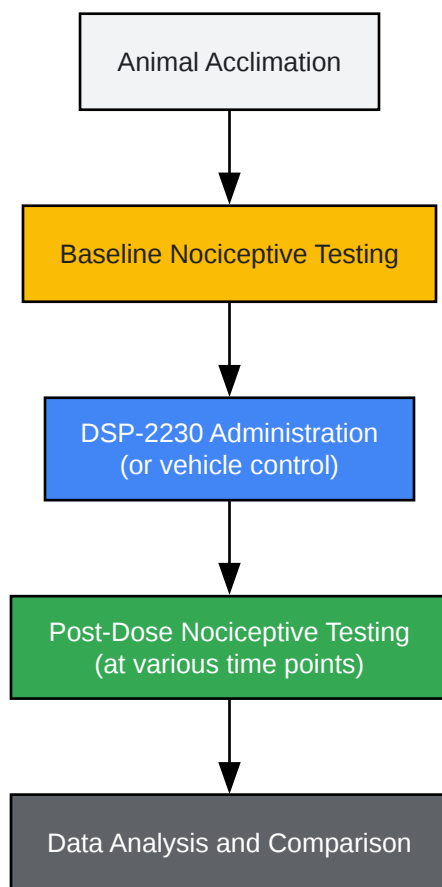 Animal Acclimation
Baseline Nociceptive Testing
DSP-2230 Administration
(or vehicle control)
Post-Dose Nociceptive Testing
(at various time points)
Data Analysis and Comparison